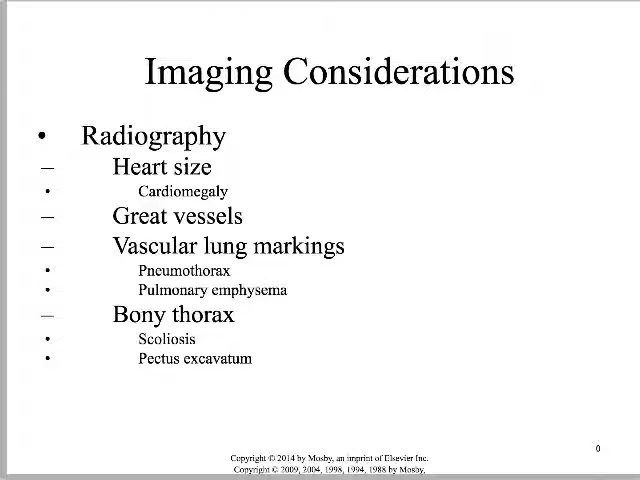 Imaging Considerations
• Radiography
– Heart size
• Cardiomegaly
– Great vessels
– Vascular lung markings
• Pneumothorax
• Pulmonary emphysema
– Bony thorax
• Scoliosis
• Pectus excavatum
0
Copyright © 2014 by Mosby, an imprint of Elsevier Inc.
Copyright © 2009, 2004, 1998, 1994, 1988 by Mosby,